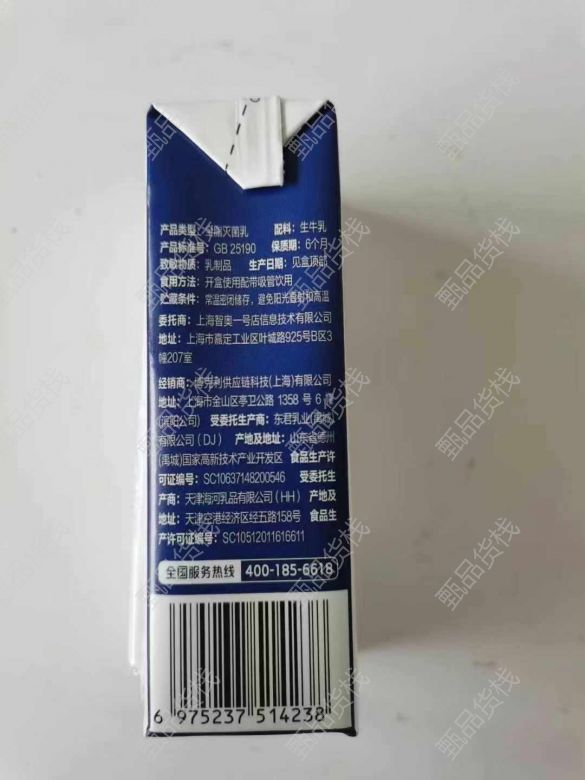 产品类型：全脂灭菌乳 配料：生牛乳
产品标准号：GB 25190 保质期：6个月
致敏物质：乳制品 生产日期：见盒顶部
食用方法：开盒使用配带吸管饮用
贮藏条件：常温密闭储存，避免阳光直射和高温
委托商：上海智奥一号店信息技术有限公司
地址：上海市嘉定工业区叶城路925号B区3
幢207室
经销商：博克利供应链科技(上海)有限公司
地址：上海市金山区亭卫公路 1358 号 6 幢
公司) 受委托生产商：东君乳业(禹城)
有限公司(DJ) 产地及地址：山东省德州
(禹城)国家高新技术产业开发区 食品生产许
可证编号：SC10637148200546 受委托生
产商：天津海河乳品有限公司(HH) 产地及
地址：天津空港经济区经五路158号 食品生
产许可证编号：SC10512011616611
全国服务热线 400-185-6618
6 975237 514238
甄品货栈